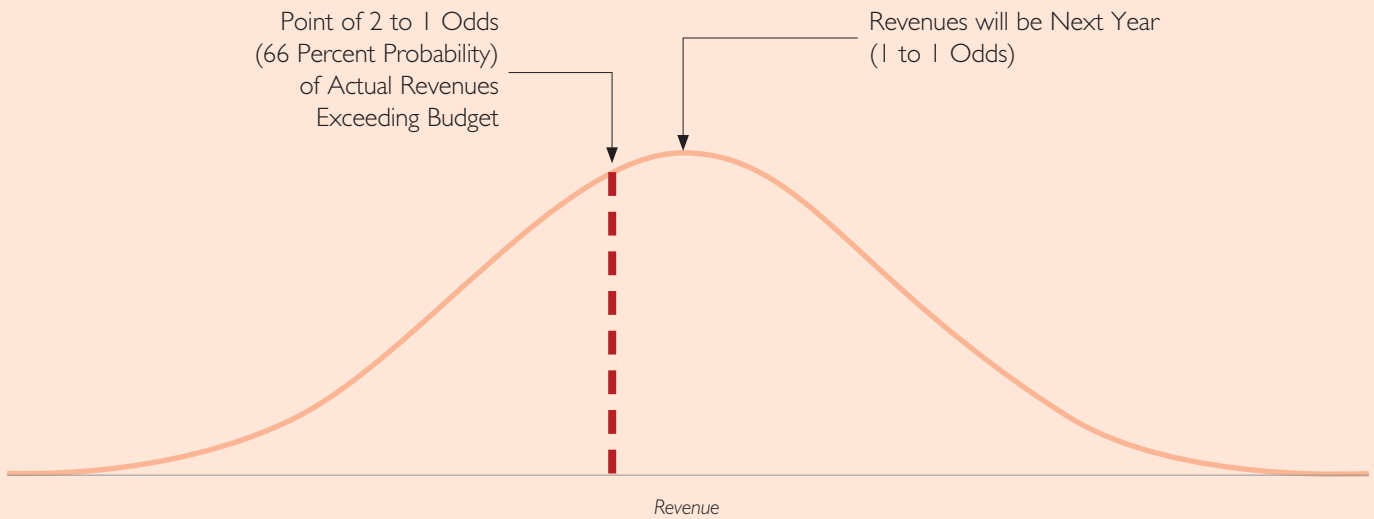 Point of 2 to 1 Odds
(66 Percent Probability)
of Actual Revenues
Exceeding Budget
Revenues will be Next Year
(1 to 1 Odds)
Revenue